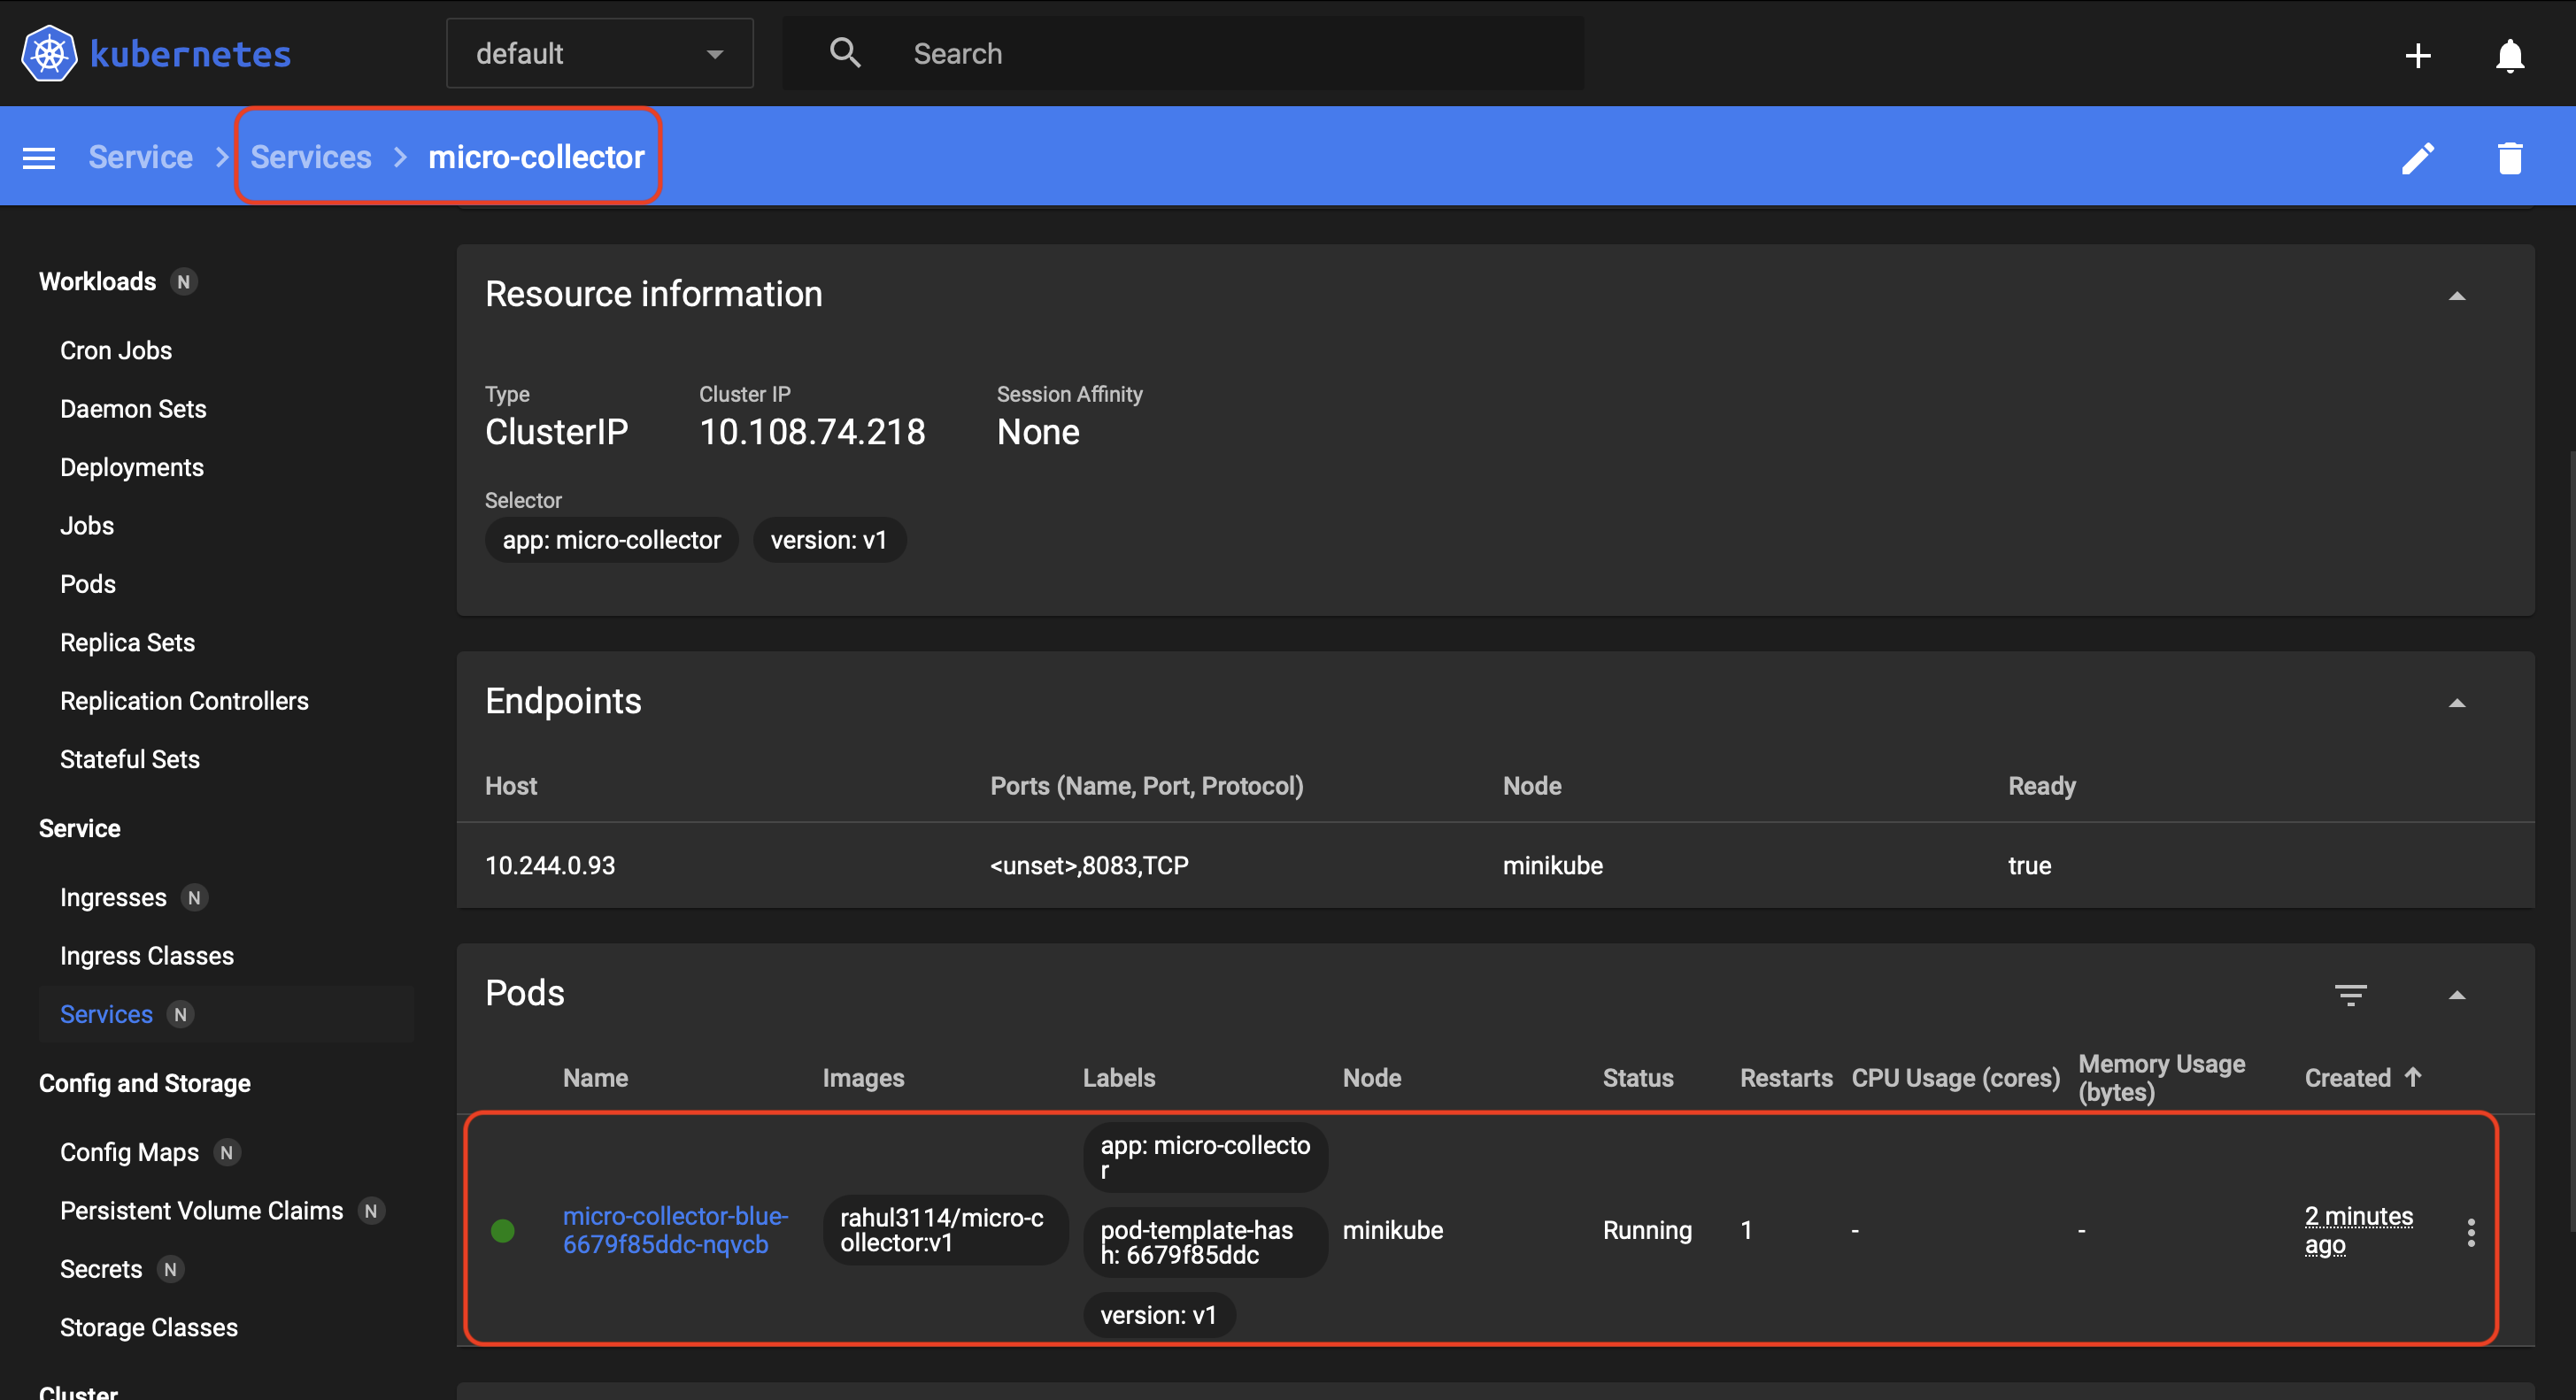 kubernetes
default
Search
Service > Services > micro-collector
Workloads N
Cron Jobs
Daemon Sets
Deployments
Jobs
Pods
Replica Sets
Replication Controllers
Stateful Sets
Service
Ingresses N
Ingress Classes
Services N
Config and Storage
Config Maps N
Persistent Volume Claims N
Secrets N
Storage Classes
Cluster
Resource information
Type
ClusterIP
Cluster IP
10.108.74.218
Session Affinity
None
Selector
app: micro-collector
version: v1
Endpoints
Host
Ports (Name, Port, Protocol)
Node
Ready
10.244.0.93
<unset>,8083,TCP
minikube
true
Pods
Name
Images
Labels
Node
Status
Restarts
CPU Usage (cores)
Memory Usage
(bytes)
Created
micro-collector-blue-
6679f85ddc-nqvcb
rahul3114/micro-c
ollector:v1
app: micro-collecto
r
pod-template-has
h: 6679f85ddc
version: v1
minikube
Running
1
-
-
2 minutes
ago